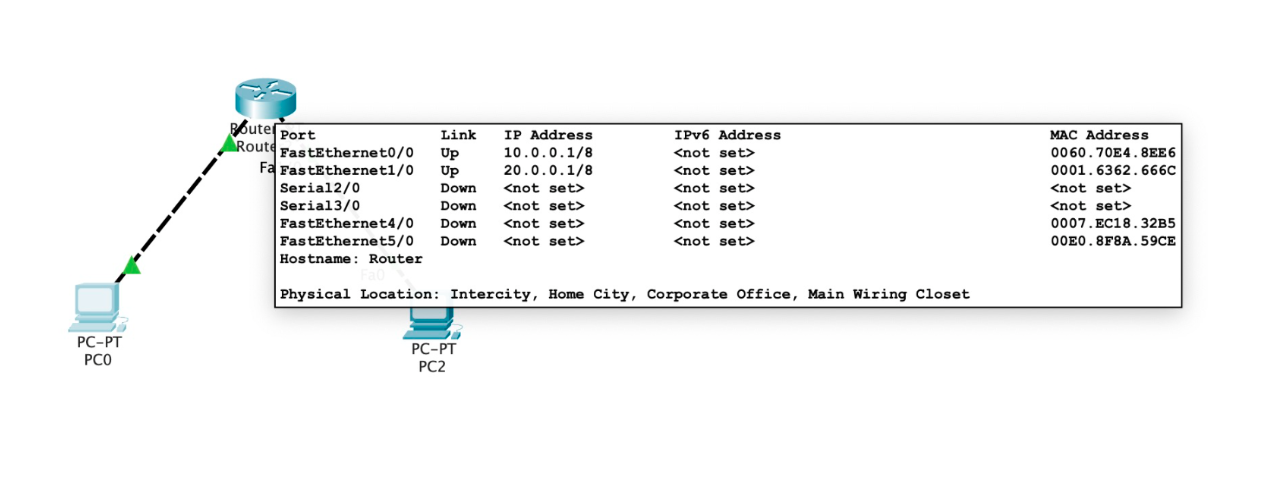 Router
Route
Fa
Port Link IP Address IPv6 Address MAC Address
FastEthernet0/0 Up 10.0.0.1/8 <not set> 0060.70E4.8EE6
FastEthernet1/0 Up 20.0.0.1/8 <not set> 0001.6362.666C
Serial2/0 Down <not set> <not set> <not set>
Serial3/0 Down <not set> <not set> <not set>
FastEthernet4/0 Down <not set> <not set> 0007.EC18.32B5
FastEthernet5/0 Down <not set> <not set> 00E0.8F8A.59CE
Hostname: Router
Fa0
Physical Location: Intercity, Home City, Corporate Office, Main Wiring Closet
PC-PT
PC0
PC-PT
PC2